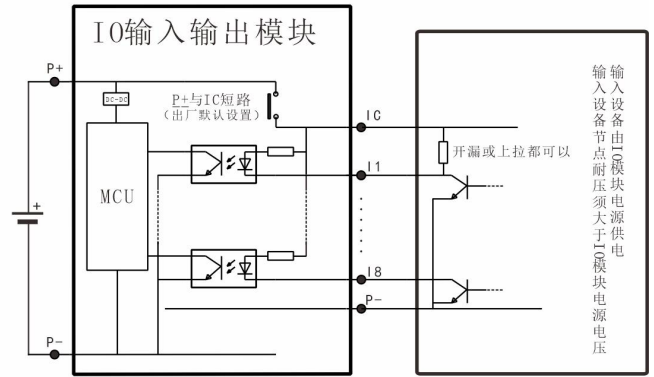 IO输入输出模块
P+
DC-DC
P+与IC短路
(出厂默认设置)
IC
开漏或上拉都可以
I1
MCU
+
I8
P-
P-
输入设备由IO模块电源供电
输入设备节点耐压须大于IO模块电源电压